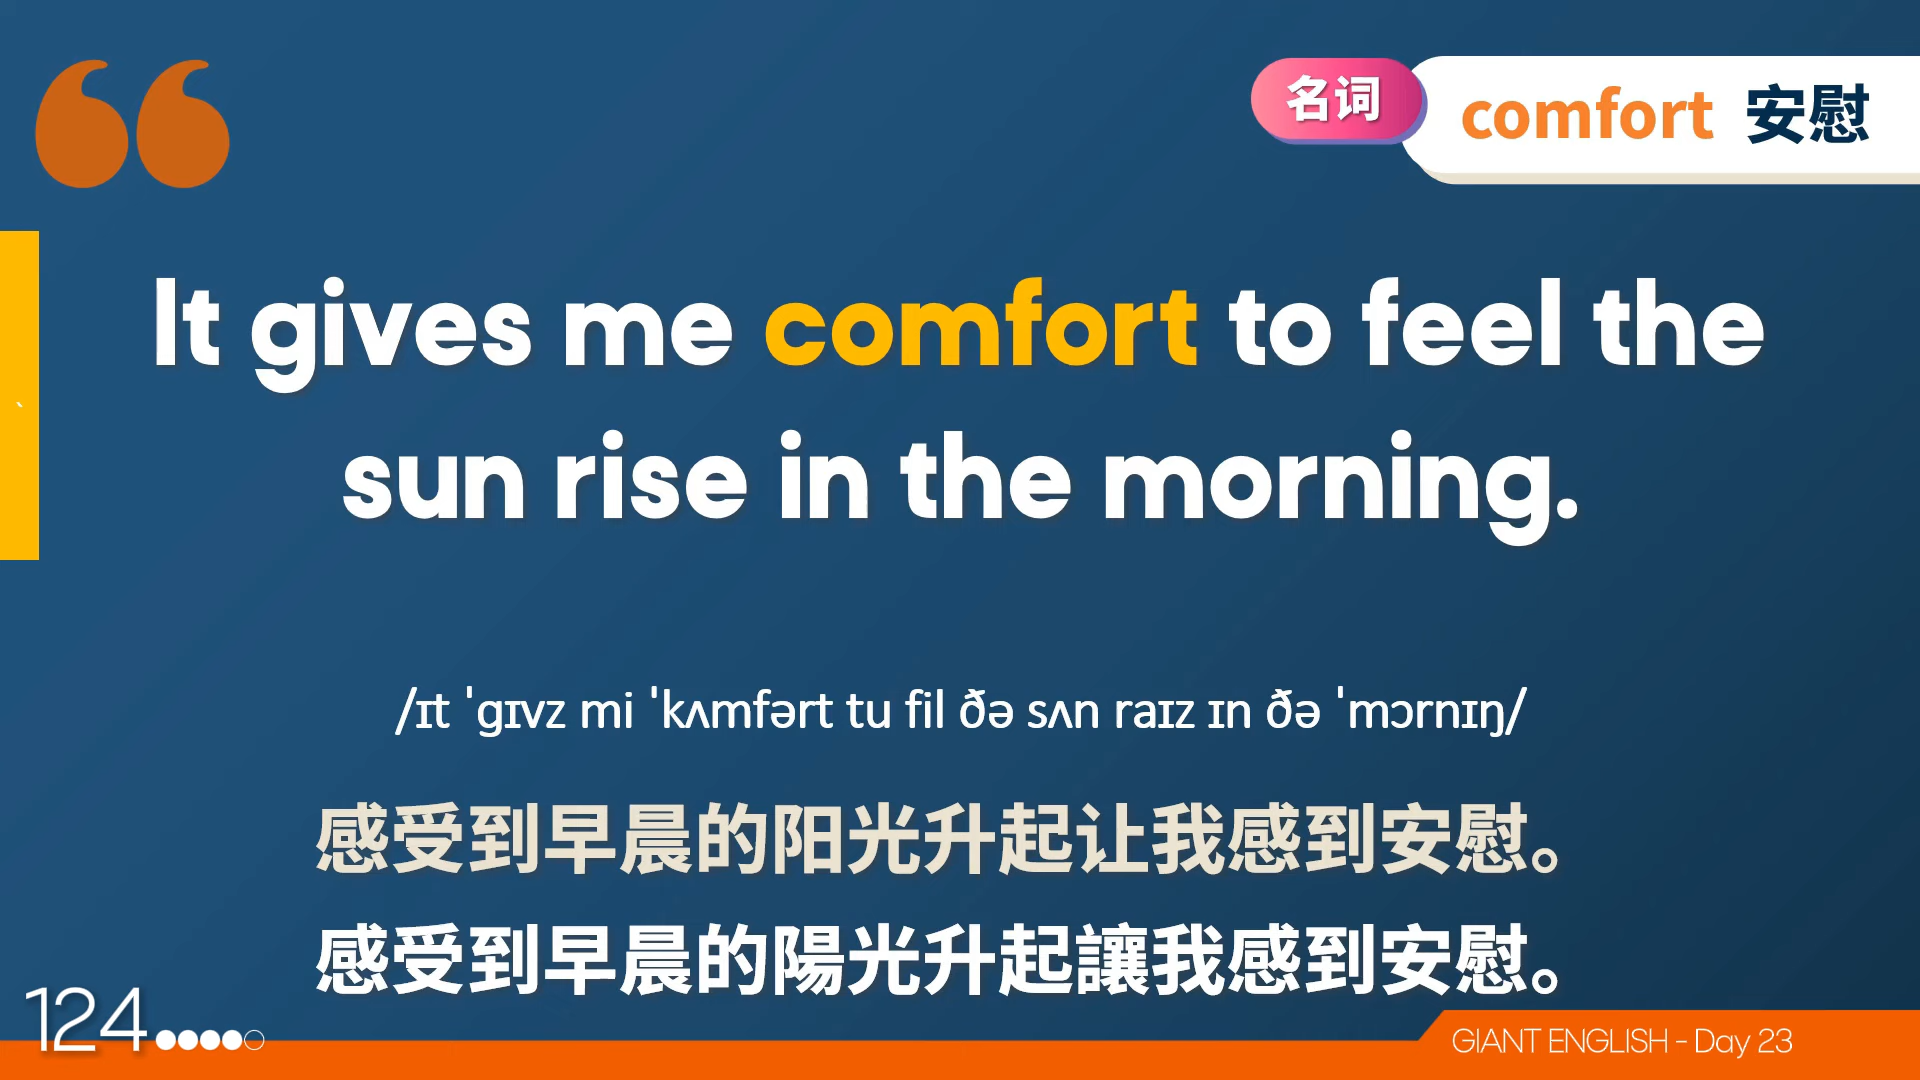 名词
comfort 安慰
It gives me comfort to feel the
sun rise in the morning.
/ɪt ˈgɪvz mi ˈkʌmfərt tu fil ðə sʌn raɪz ɪn ðə ˈmɔrnɪŋ/
感受到早晨的阳光升起让我感到安慰。
感受到早晨的陽光升起讓我感到安慰。
124
GIANT ENGLISH - Day 23